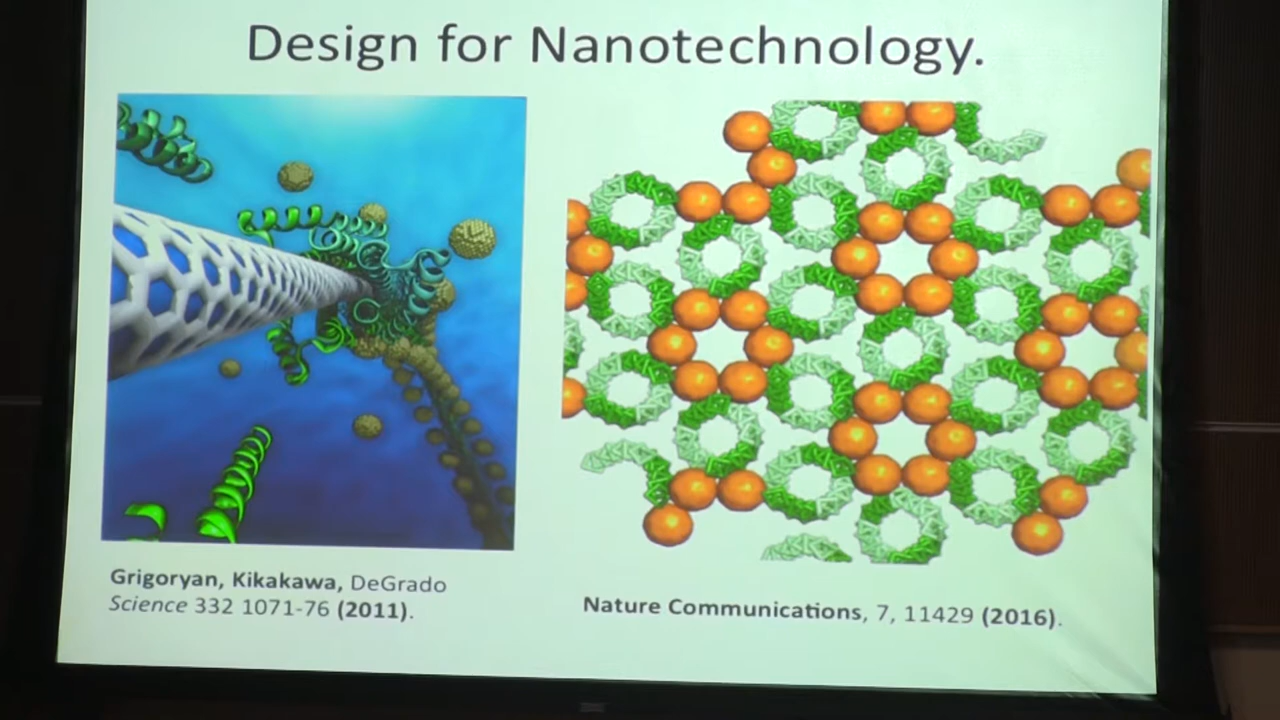 Design for Nanotechnology.
Grigoryan, Kikakawa, DeGrado
Science 332 1071-76 (2011).
Nature Communications, 7, 11429 (2016).